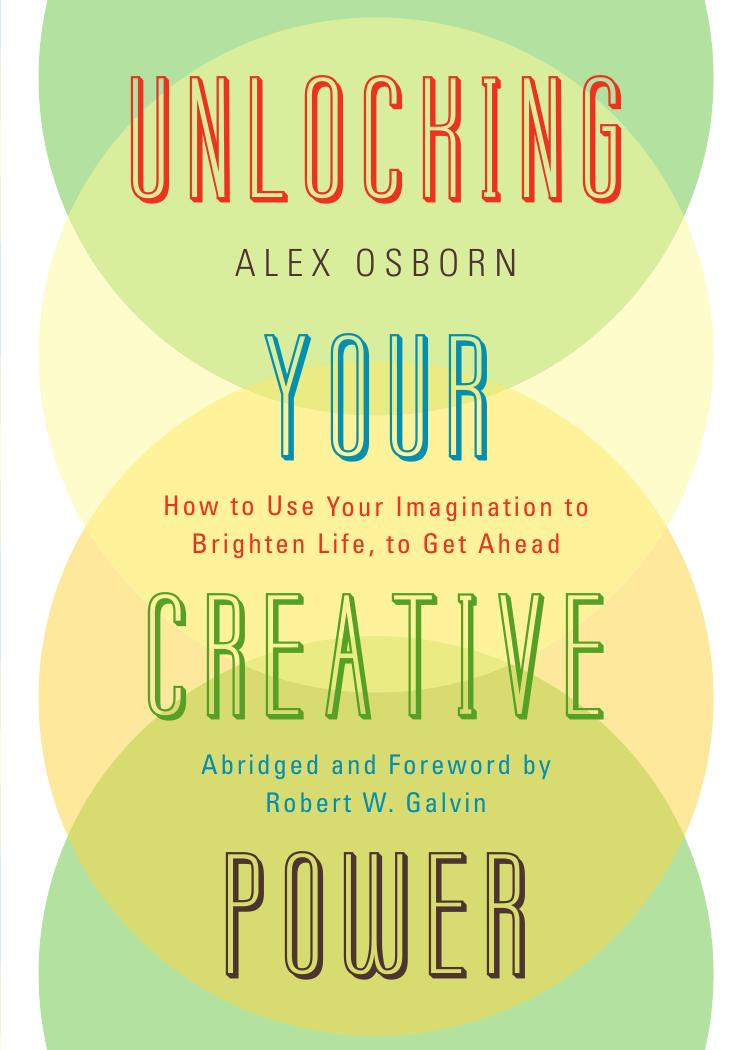 UNLOCKING
ALEX OSBORN
YOUR
How to Use Your Imagination to
Brighten Life, to Get Ahead
CREATIVE
Abridged and Foreword by
Robert W. Galvin
POWER